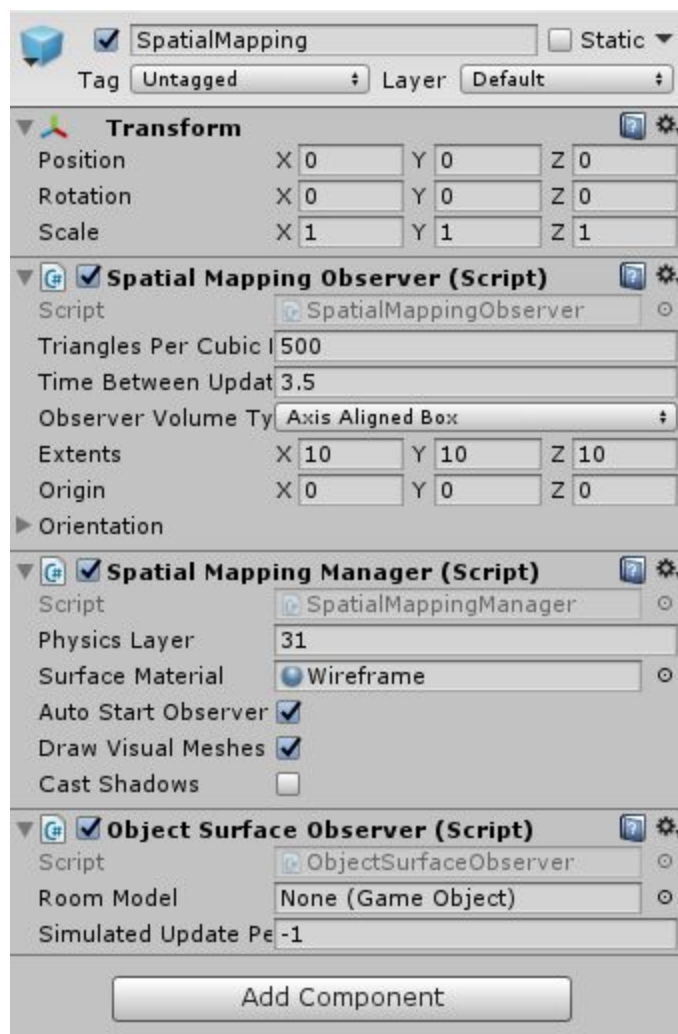 SpatialMapping Static
Tag Untagged Layer Default
Transform
Position X 0 Y 0 Z 0
Rotation X 0 Y 0 Z 0
Scale X 1 Y 1 Z 1
Spatial Mapping Observer (Script)
Script SpatialMappingObserver
Triangles Per Cubic 500
Time Between Updat 3.5
Observer Volume Ty Axis Aligned Box
Extents X 10 Y 10 Z 10
Origin X 0 Y 0 Z 0
Orientation
Spatial Mapping Manager (Script)
Script SpatialMappingManager
Physics Layer 31
Surface Material Wireframe
Auto Start Observer
Draw Visual Meshes
Cast Shadows
Object Surface Observer (Script)
Script ObjectSurfaceObserver
Room Model None (Game Object)
Simulated Update Pe -1
Add Component